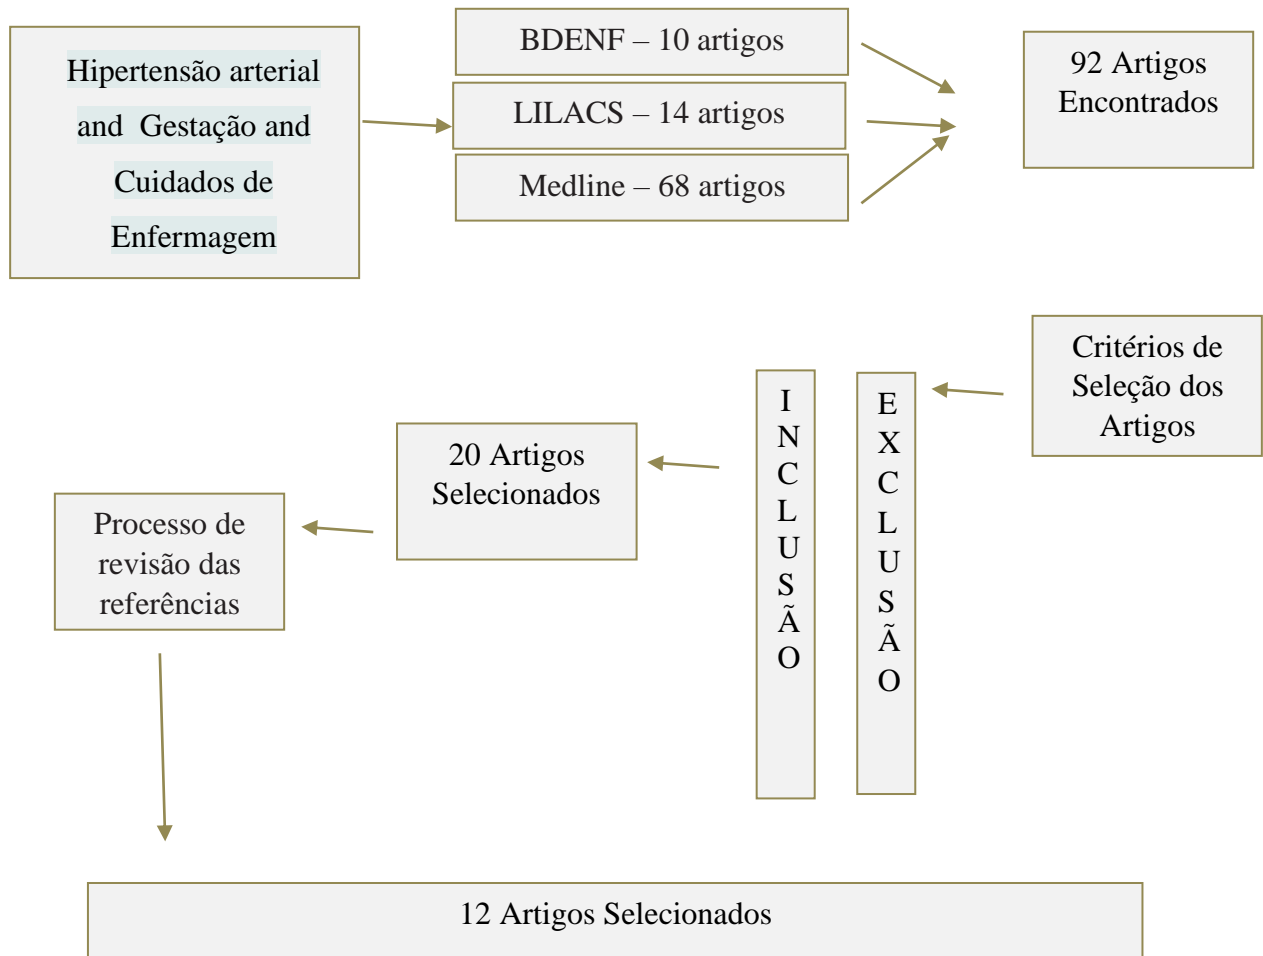 Hipertensão arterial
and Gestação and
Cuidados de
Enfermagem
BDENF – 10 artigos
LILACS – 14 artigos
Medline – 68 artigos
92 Artigos
Encontrados
Critérios de
Seleção dos
Artigos
E
X
C
L
U
S
Ã
O
I
N
C
L
U
S
Ã
O
20 Artigos
Selecionados
Processo de
revisão das
referências
12 Artigos Selecionados